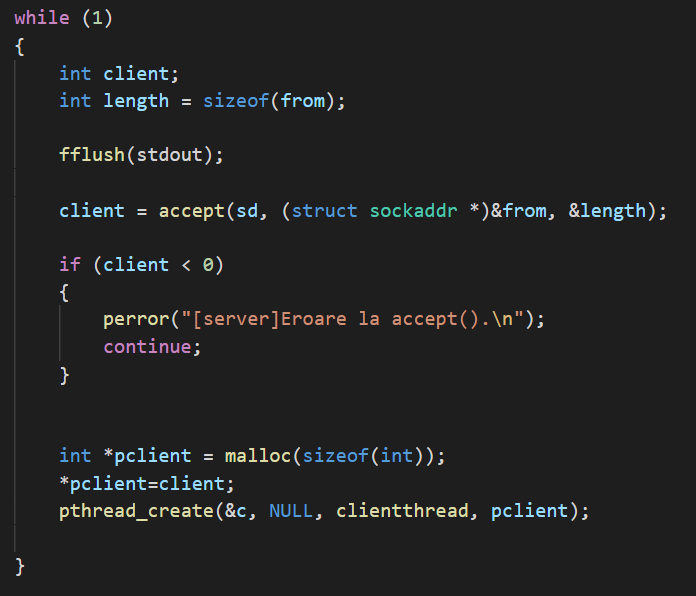 while (1)
{
    int client;
    int length = sizeof(from);
    fflush(stdout);
    client = accept(sd, (struct sockaddr *)&from, &length);
    if (client < 0)
    {
        perror("[server]Eroare la accept().\n");
        continue;
    }
    int *pclient = malloc(sizeof(int));
    *pclient=client;
    pthread_create(&c, NULL, clientthread, pclient);
}